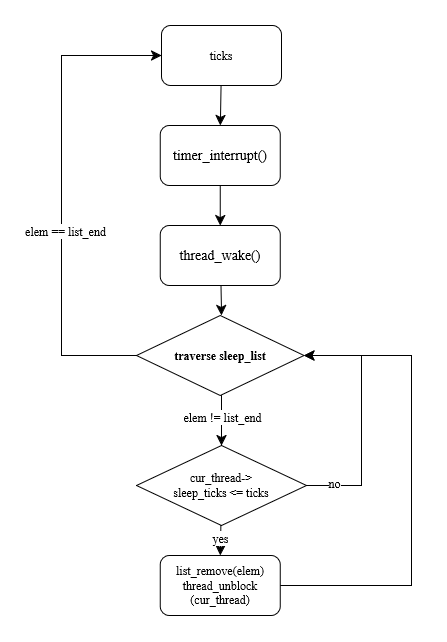 ticks
timer_interrupt()
thread_wake()
elem == list_end
traverse sleep_list
elem != list_end
cur_thread->
sleep_ticks <= ticks
no
yes
list_remove(elem)
thread_unblock
(cur_thread)